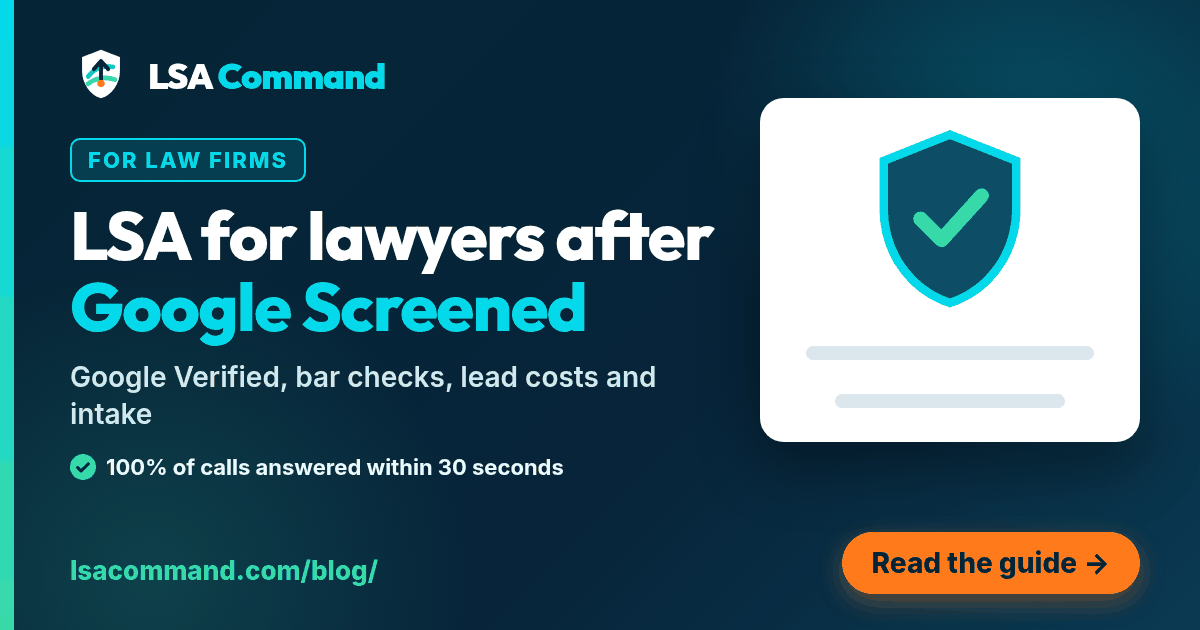 LSA Command
FOR LAW FIRMS
LSA for lawyers after
Google Screened
Google Verified, bar checks, lead costs and
intake
100% of calls answered within 30 seconds
lsacommand.com/blog/
Read the guide →